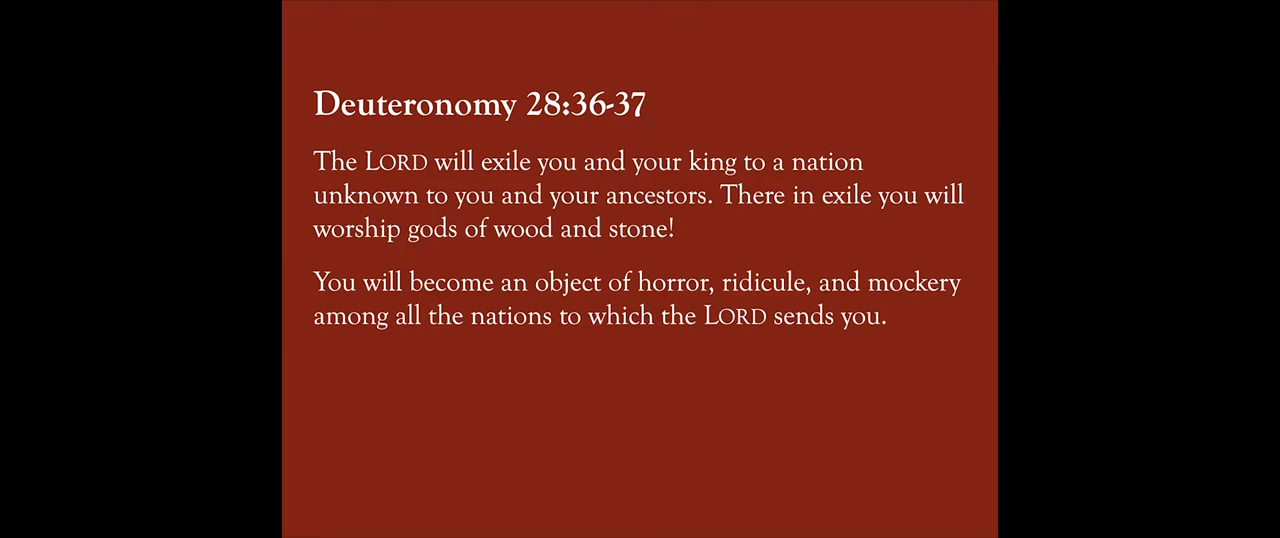 Deuteronomy 28:36-37
The LORD will exile you and your king to a nation
unknown to you and your ancestors. There in exile you will
worship gods of wood and stone!
You will become an object of horror, ridicule, and mockery
among all the nations to which the LORD sends you.